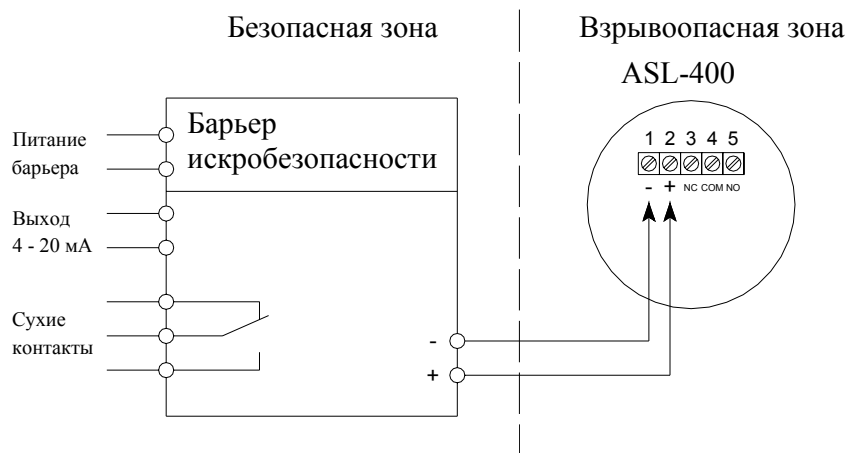 Безопасная зона
Взрывоопасная зона
ASL-400
Барьер
искробезопасности
Питание
барьера
Выход
4 - 20 мА
Сухие
контакты
-
+
1 2 3 4 5
- + NC COM NO